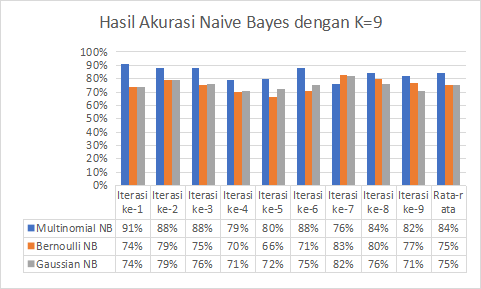 Hasil Akurasi Naive Bayes dengan K=9
100%
90%
80%
70%
60%
50%
40%
30%
20%
10%
0%
Iterasi ke-1 Iterasi ke-2 Iterasi ke-3 Iterasi ke-4 Iterasi ke-5 Iterasi ke-6 Iterasi ke-7 Iterasi ke-8 Iterasi ke-9 Rata-rata
Multinomial NB 91% 88% 88% 79% 80% 88% 76% 84% 82% 84%
Bernoulli NB 74% 79% 75% 70% 66% 71% 83% 80% 77% 75%
Gaussian NB 74% 79% 76% 71% 72% 75% 82% 76% 71% 75%